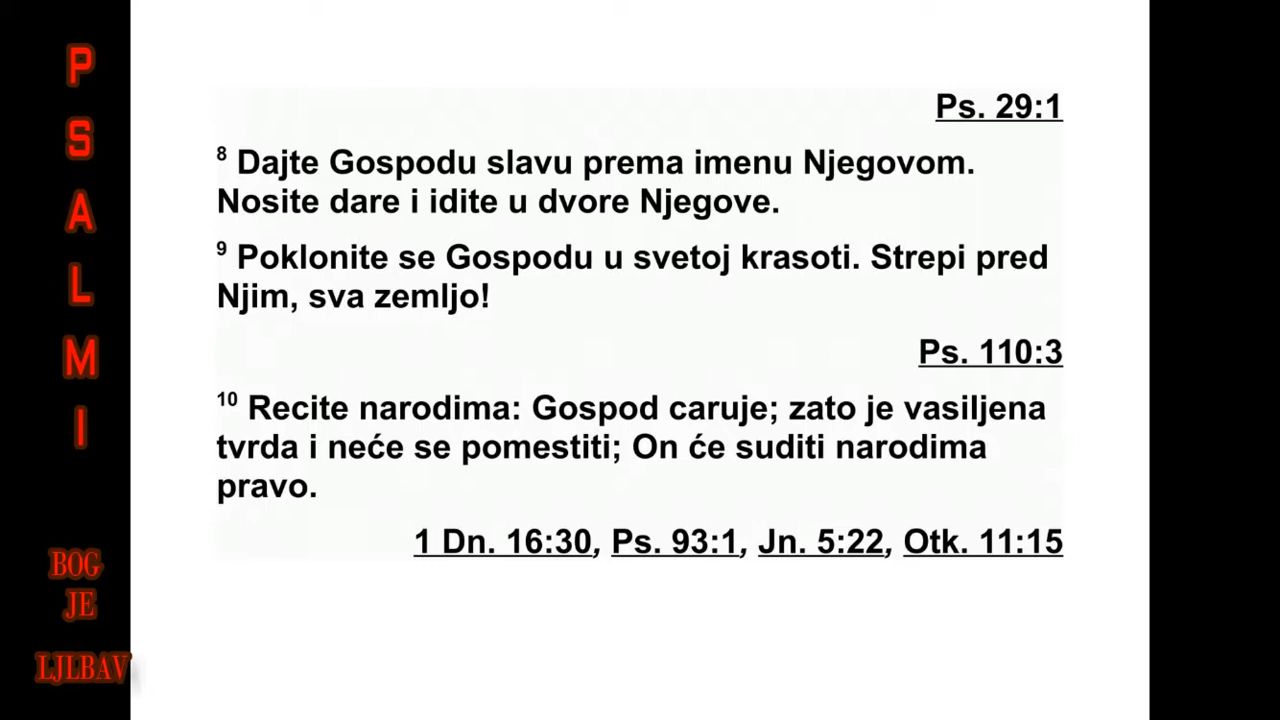 PSALMI
BOG
JE
LJLBAV
Ps. 29:1
8 Dajte Gospodu slavu prema imenu Njegovom.
Nosite dare i idite u dvore Njegove.
9 Poklonite se Gospodu u svetoj krasoti. Strepi pred
Njim, sva zemljo!
Ps. 110:3
10 Recite narodima: Gospod caruje; zato je vasiljena
tvrda i neće se pomestiti; On će suditi narodima
pravo.
1 Dn. 16:30, Ps. 93:1, Jn. 5:22, Otk. 11:15